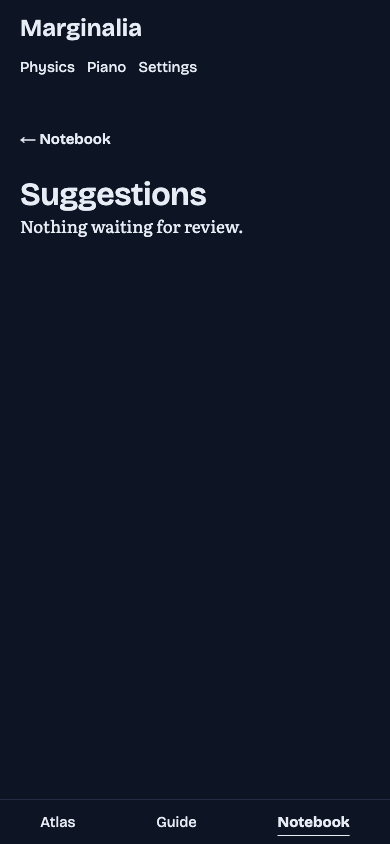 Marginalia
Physics Piano Settings
← Notebook
Suggestions
Nothing waiting for review.
Atlas Guide Notebook